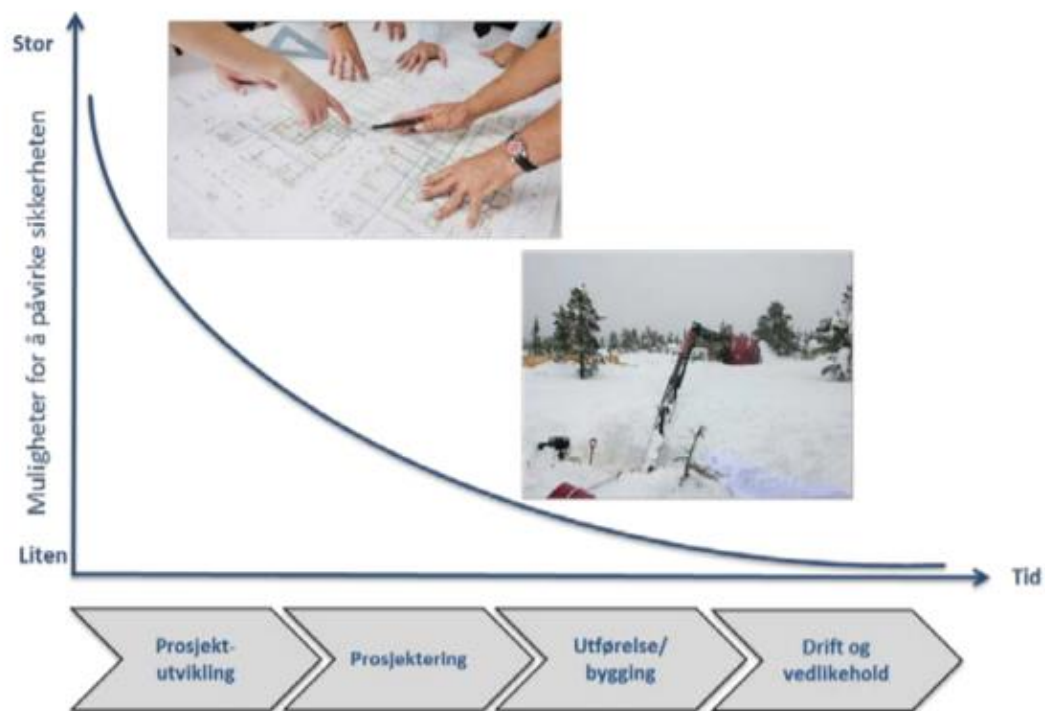 Stor
Muligheter for å påvirke sikkerheten
Liten
Tid
Prosjekt-
utvikling
Prosjektering
Utførelse/
bygging
Drift og
vedlikehold